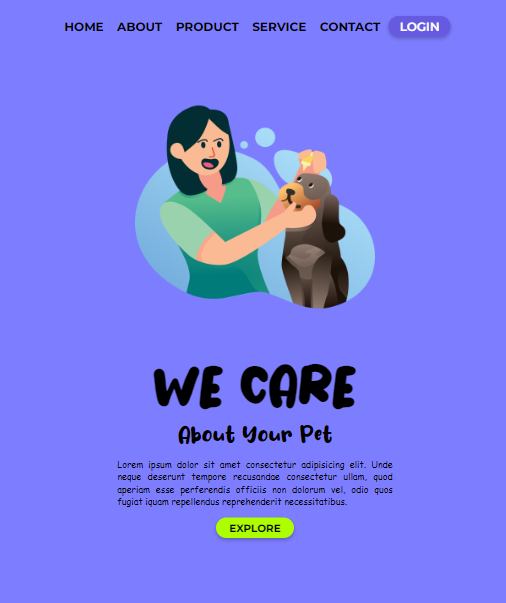 HOME ABOUT PRODUCT SERVICE CONTACT LOGIN
WE CARE
About Your Pet
Lorem ipsum dolor sit amet consectetur adipisicing elit. Unde
neque deserunt tempore recusandae consectetur ullam, quod
aperiam esse perferendis officiis non dolorum vel, odio quos
fugiat iquam repellendus reprehenderit necessitatibus.
EXPLORE